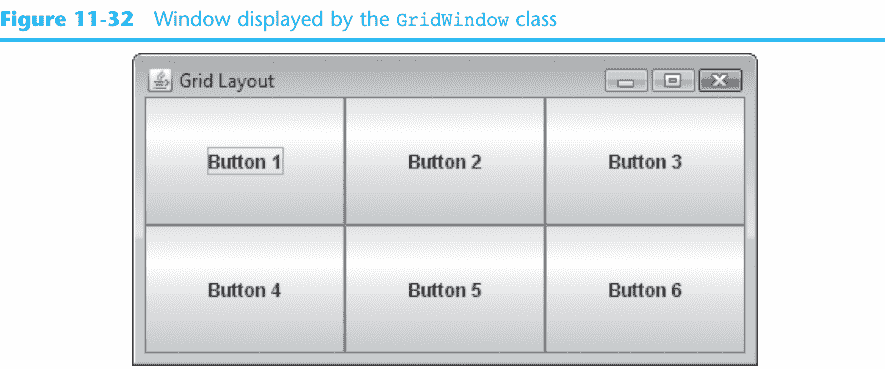 Figure 11-32 Window displayed by the GridWindow class
Grid Layout
Button 1 Button 2 Button 3
Button 4 Button 5 Button 6